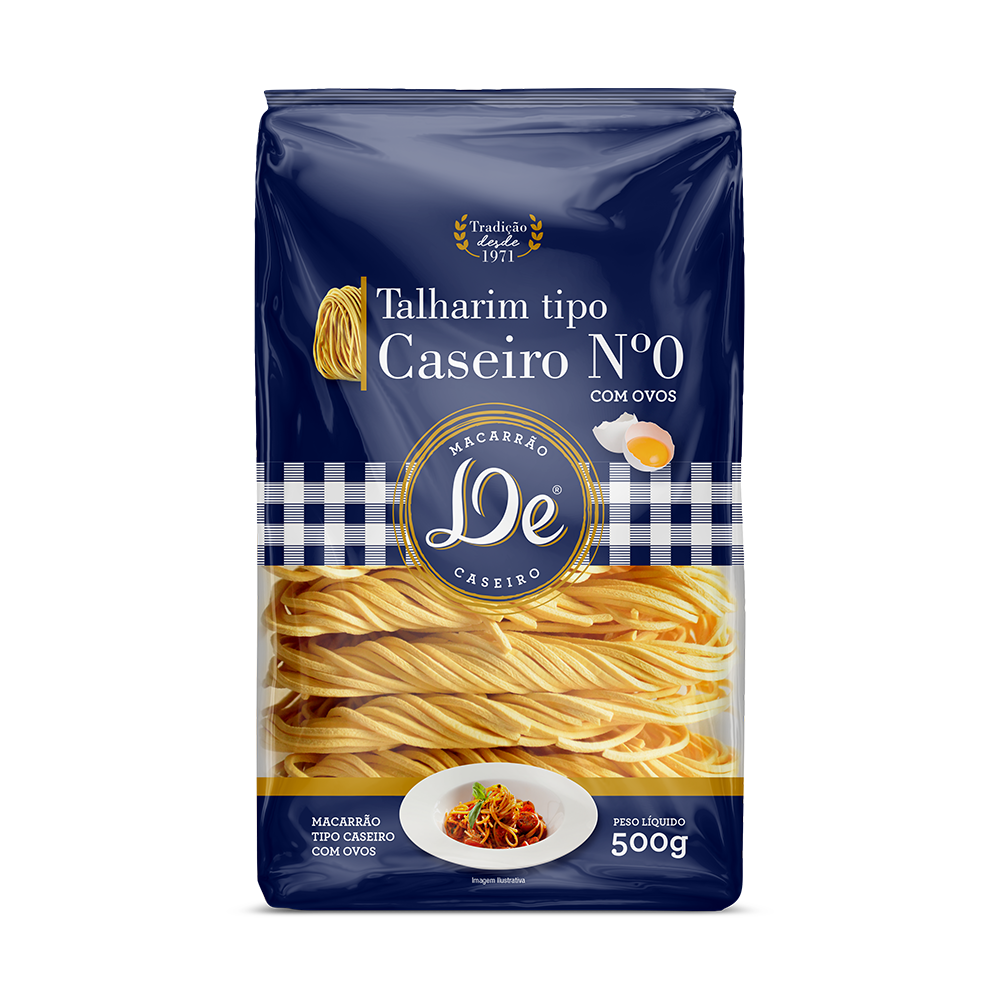 Tradição
desde
1971
Talharim tipo
Caseiro Nº0
COM OVOS
MACARRÃO
De®
CASEIRO
MACARRÃO
TIPO CASEIRO
COM OVOS
PESO LÍQUIDO
500g
Imagem Ilustrativa